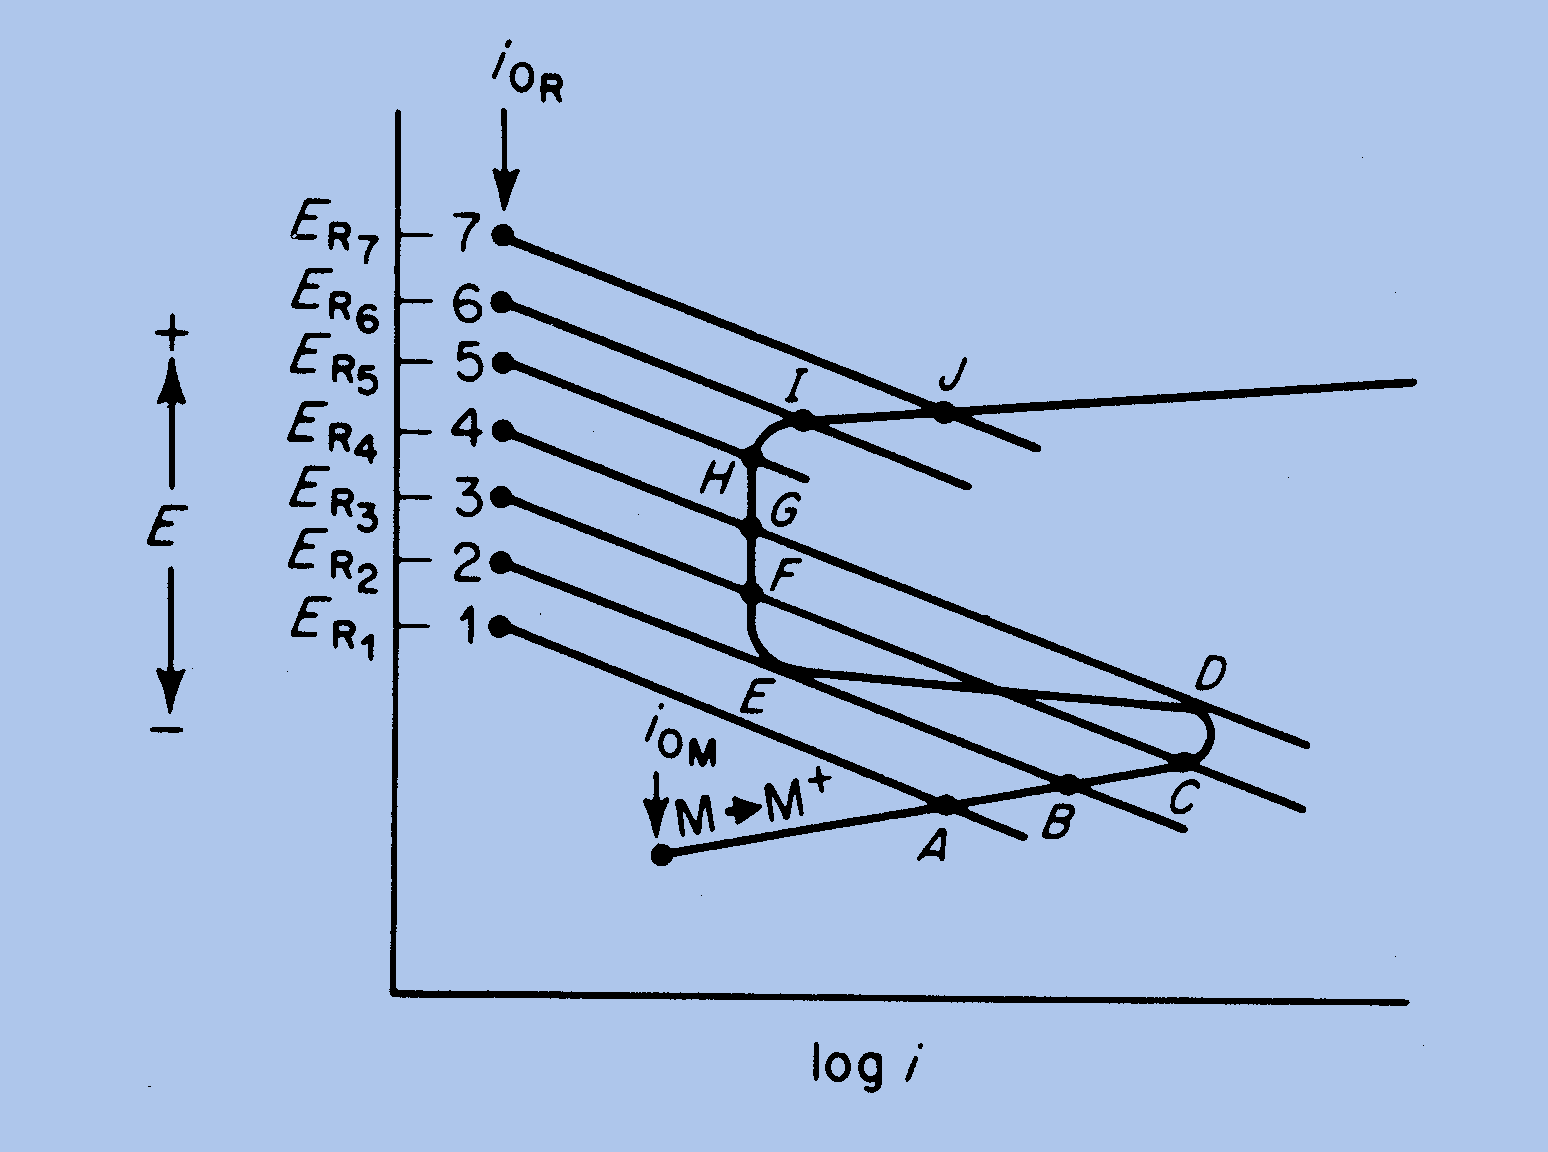 i0R
ER7 7
ER6 6
ER5 5
ER4 4
ER3 3
ER2 2
ER1 1
+
E
−
I
J
H
G
F
E
D
i0M
M → M+
A
B
C
log i